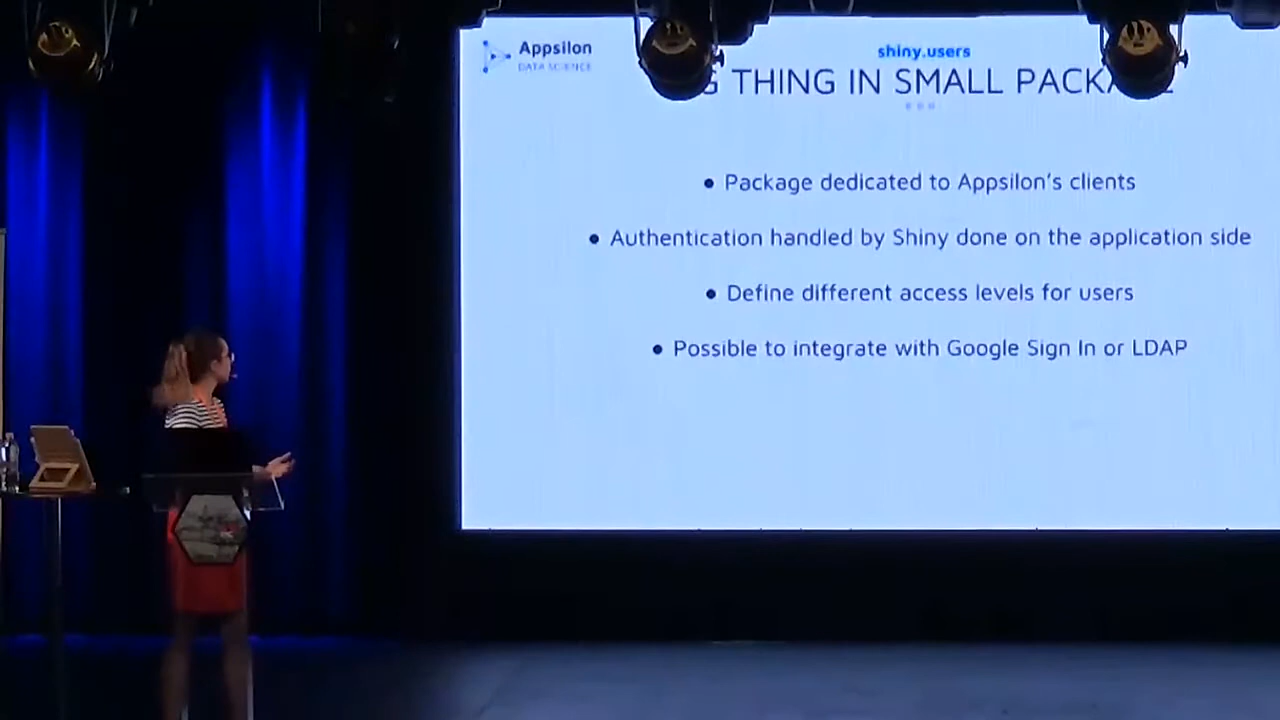 Appsilon
DATA SCIENCE
shiny.users
THING IN SMALL
• Package dedicated to Appsilon's clients
• Authentication handled by Shiny done on the application side
• Define different access levels for users
• Possible to integrate with Google Sign In or LDAP